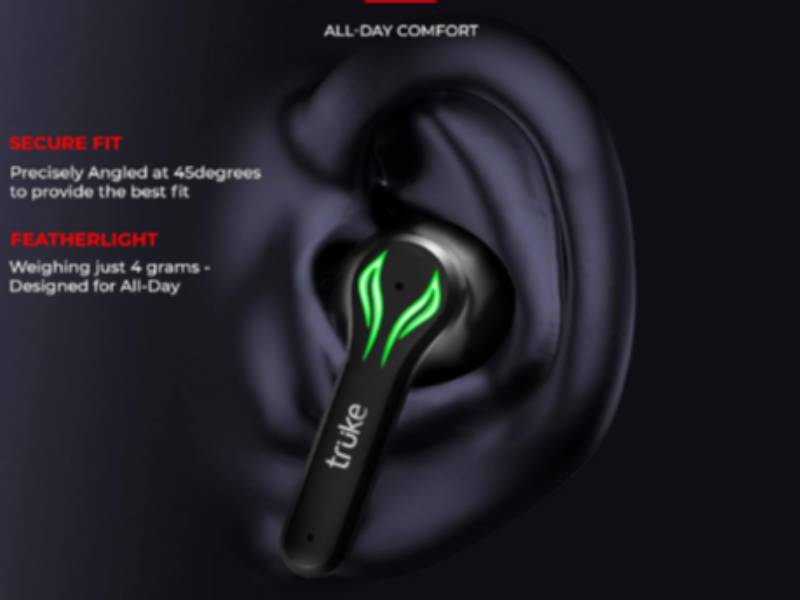 ALL-DAY COMFORT
SECURE FIT
Precisely Angled at 45degrees
to provide the best fit
FEATHERLIGHT
Weighing just 4 grams -
Designed for All-Day
truke